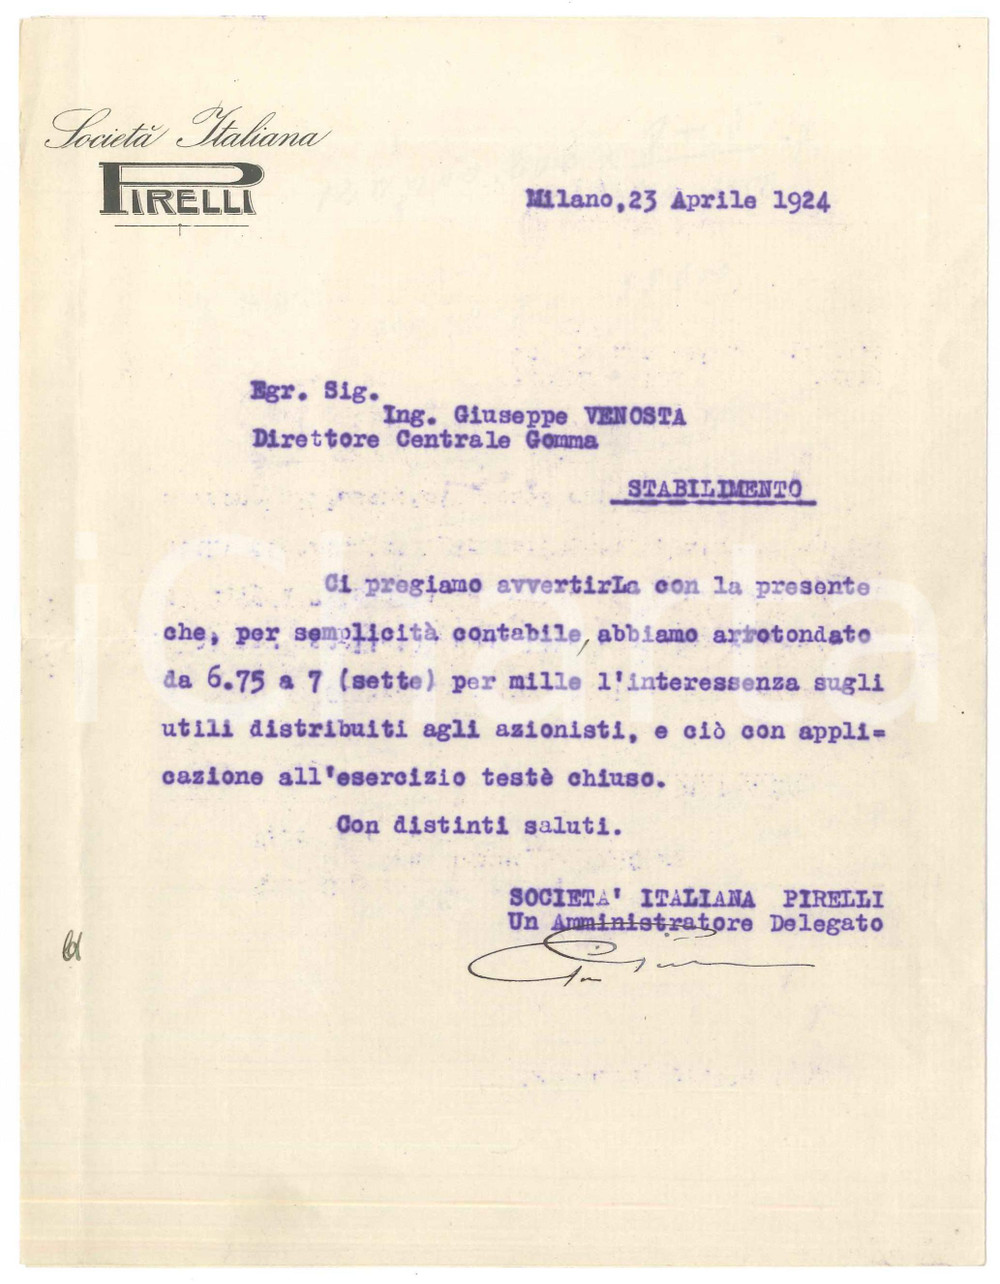 Società Italiana
PIRELLI
Milano,23 Aprile 1924
Egr. Sig.
Ing. Giuseppe VENOSTA
Direttore Centrale Gomma
STABILIMENTO
Ci pregiamo avvertirLa con la presente
che, per semplicità contabile, abbiamo arrotondato
da 6.75 a 7 (sette) per mille l'interessenza sugli
utili distribuiti agli azionisti, e ciò con appli=
cazione all'esercizio testè chiuso.
Con distinti saluti.
SOCIETA' ITALIANA PIRELLI
Un Amministratore Delegato
iCharta